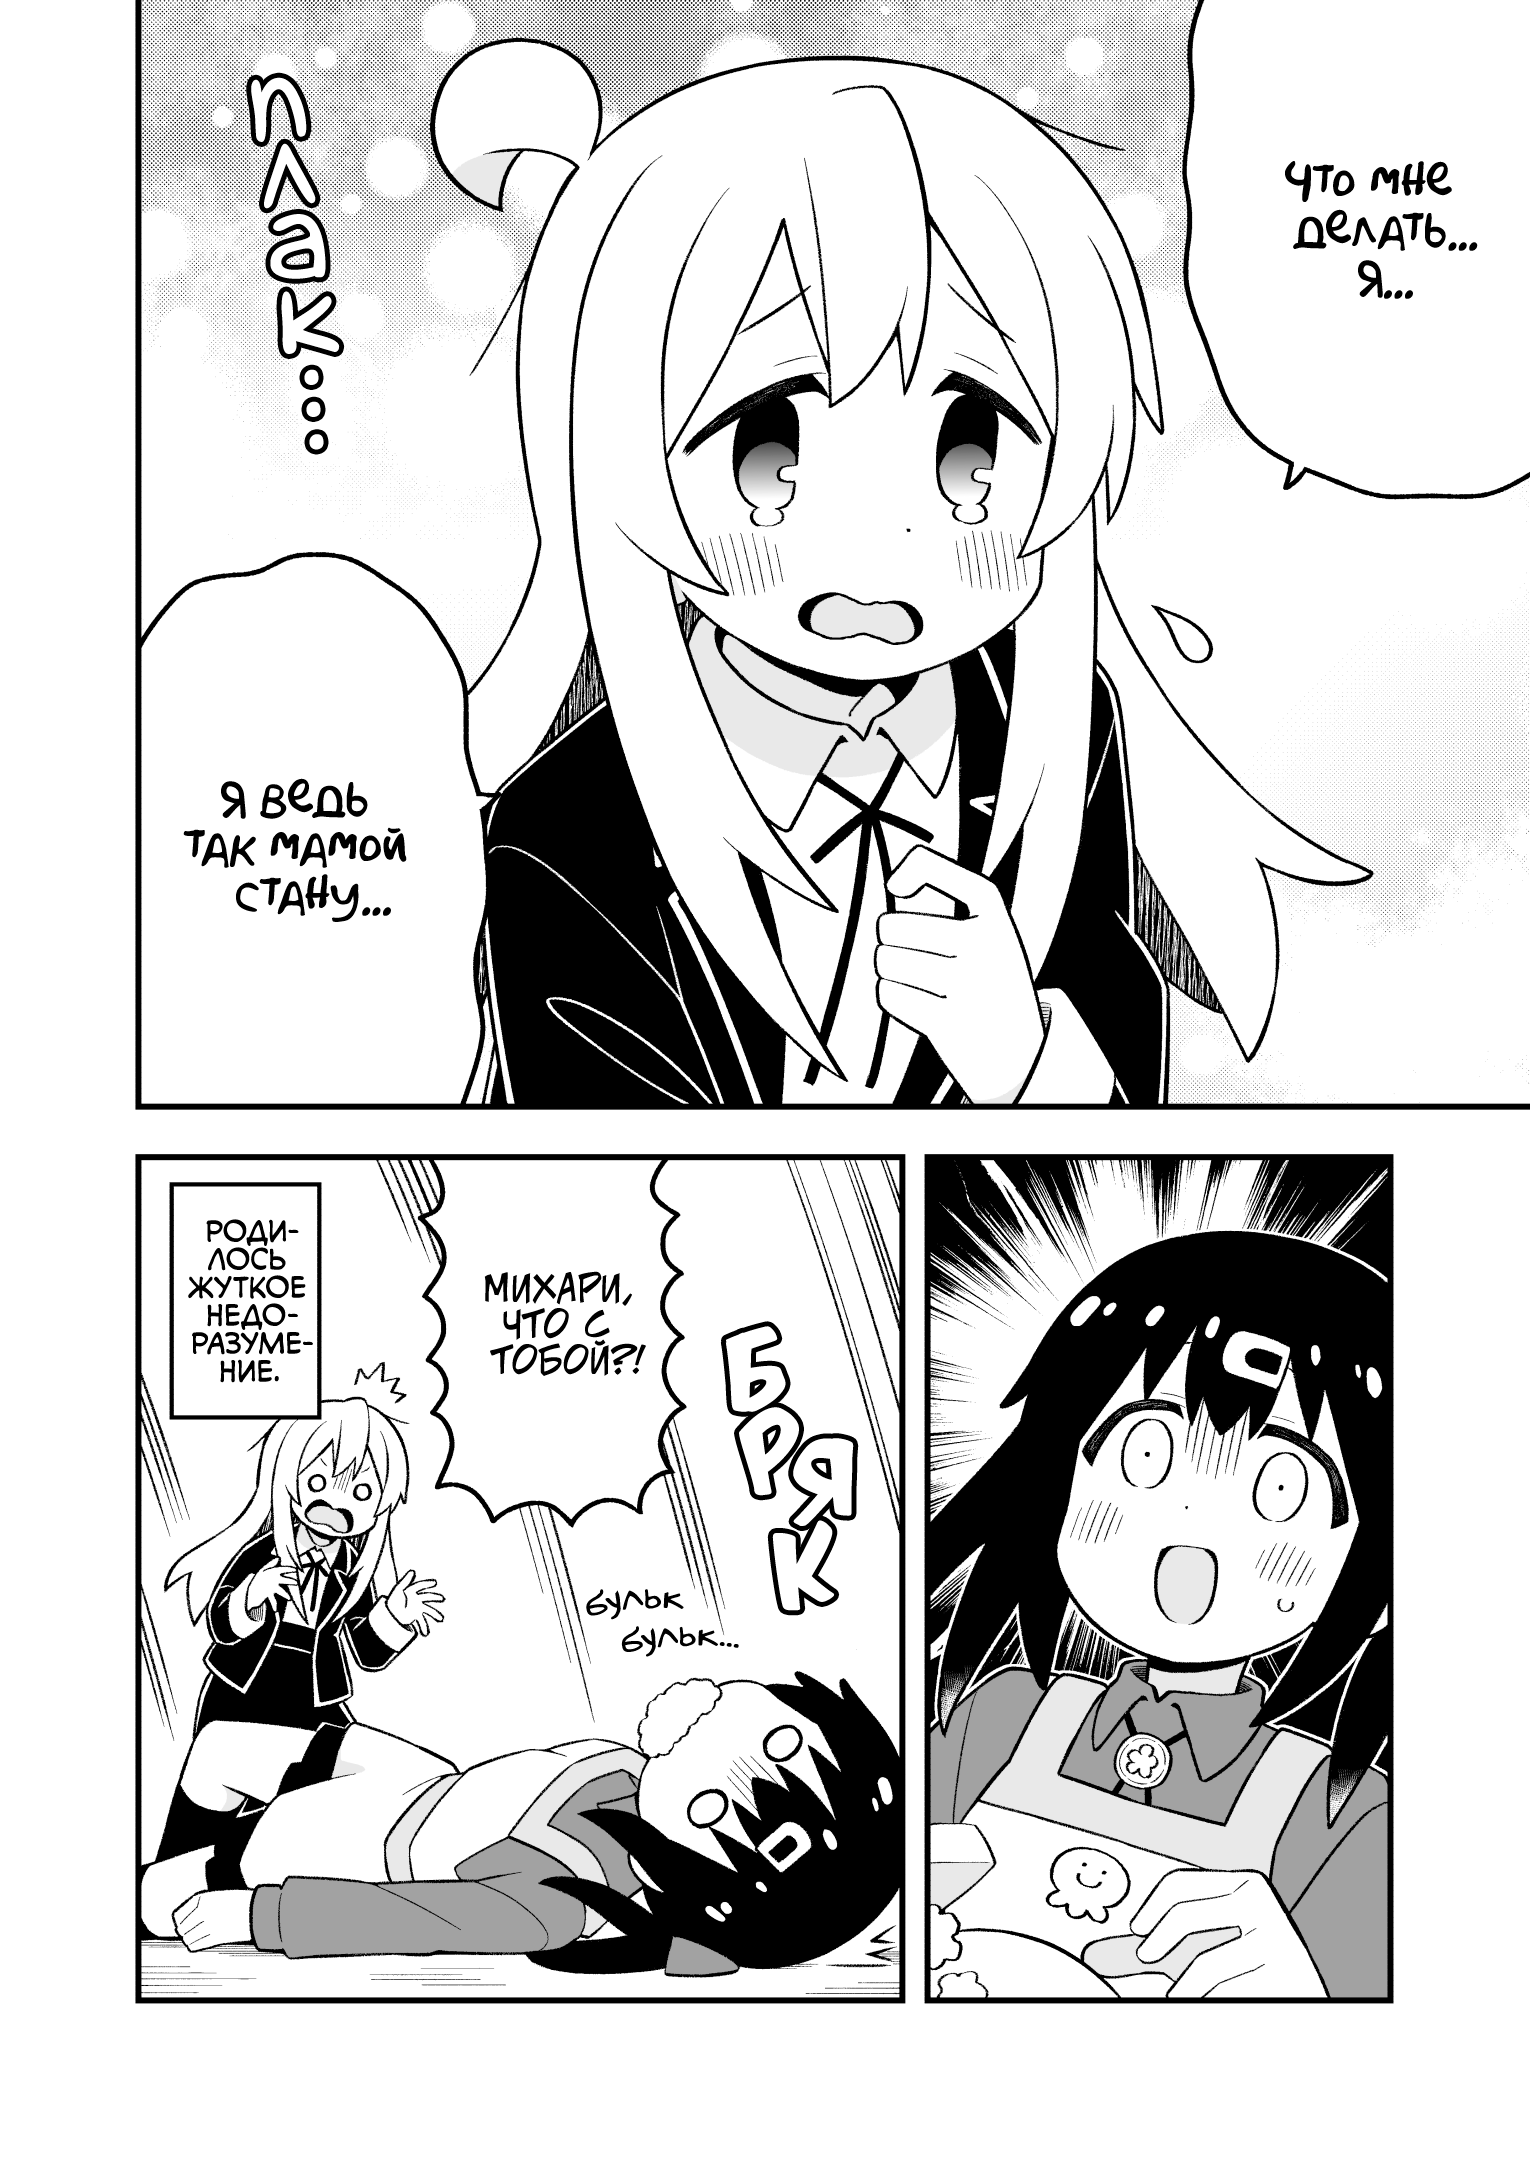 ЧТО МНЕ
ДЕЛАТЬ...
Я...
ПЛАК...
Я ВЕДЬ
ТАК МАМОЙ
СТАНУ...
МИХАРИ,
ЧТО С
ТОБОЙ?!
БРЯК
БУЛЬК
БУЛЬК...
РОДИ-
ЛОСЬ
ЖУТКОЕ
НЕДО-
РАЗУМЕ-
НИЕ.